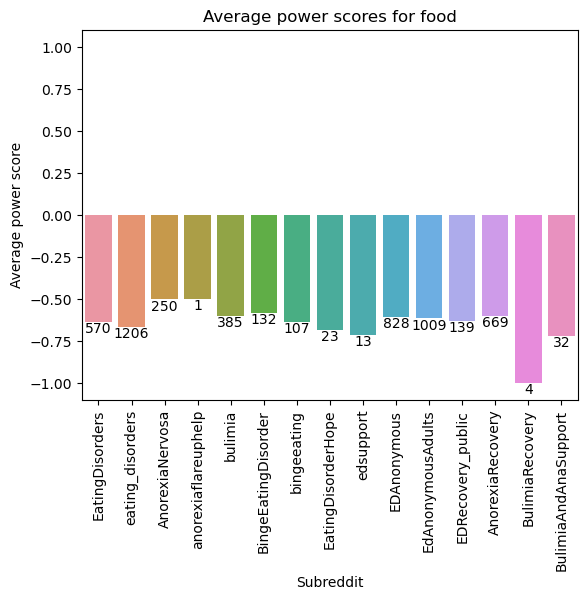 Average power scores for food
Average power score
1.00
0.75
0.50
0.25
0.00
−0.25
−0.50
−0.75
−1.00
570
1206
250
1
385
132
107
23
13
828
1009
139
669
4
32
EatingDisorders
eating_disorders
AnorexiaNervosa
anorexiaflareuphelp
bulimia
BingeEatingDisorder
bingeeating
EatingDisorderHope
edsupport
EDAnonymous
EdAnonymousAdults
EDRecovery_public
AnorexiaRecovery
BulimiaRecovery
BulimiaAndAnaSupport
Subreddit